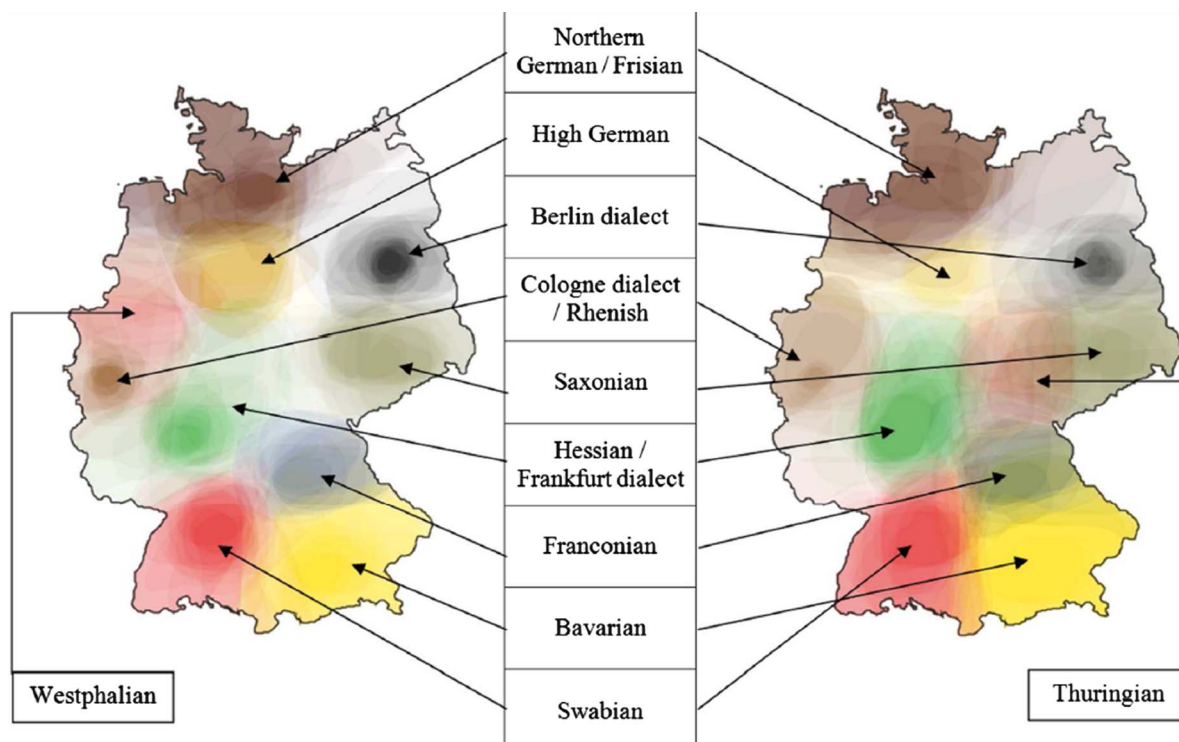 Northern
German / Frisian
High German
Berlin dialect
Cologne dialect
/ Rhenish
Saxonian
Hessian /
Frankfurt dialect
Franconian
Bavarian
Swabian
Westphalian
Thuringian